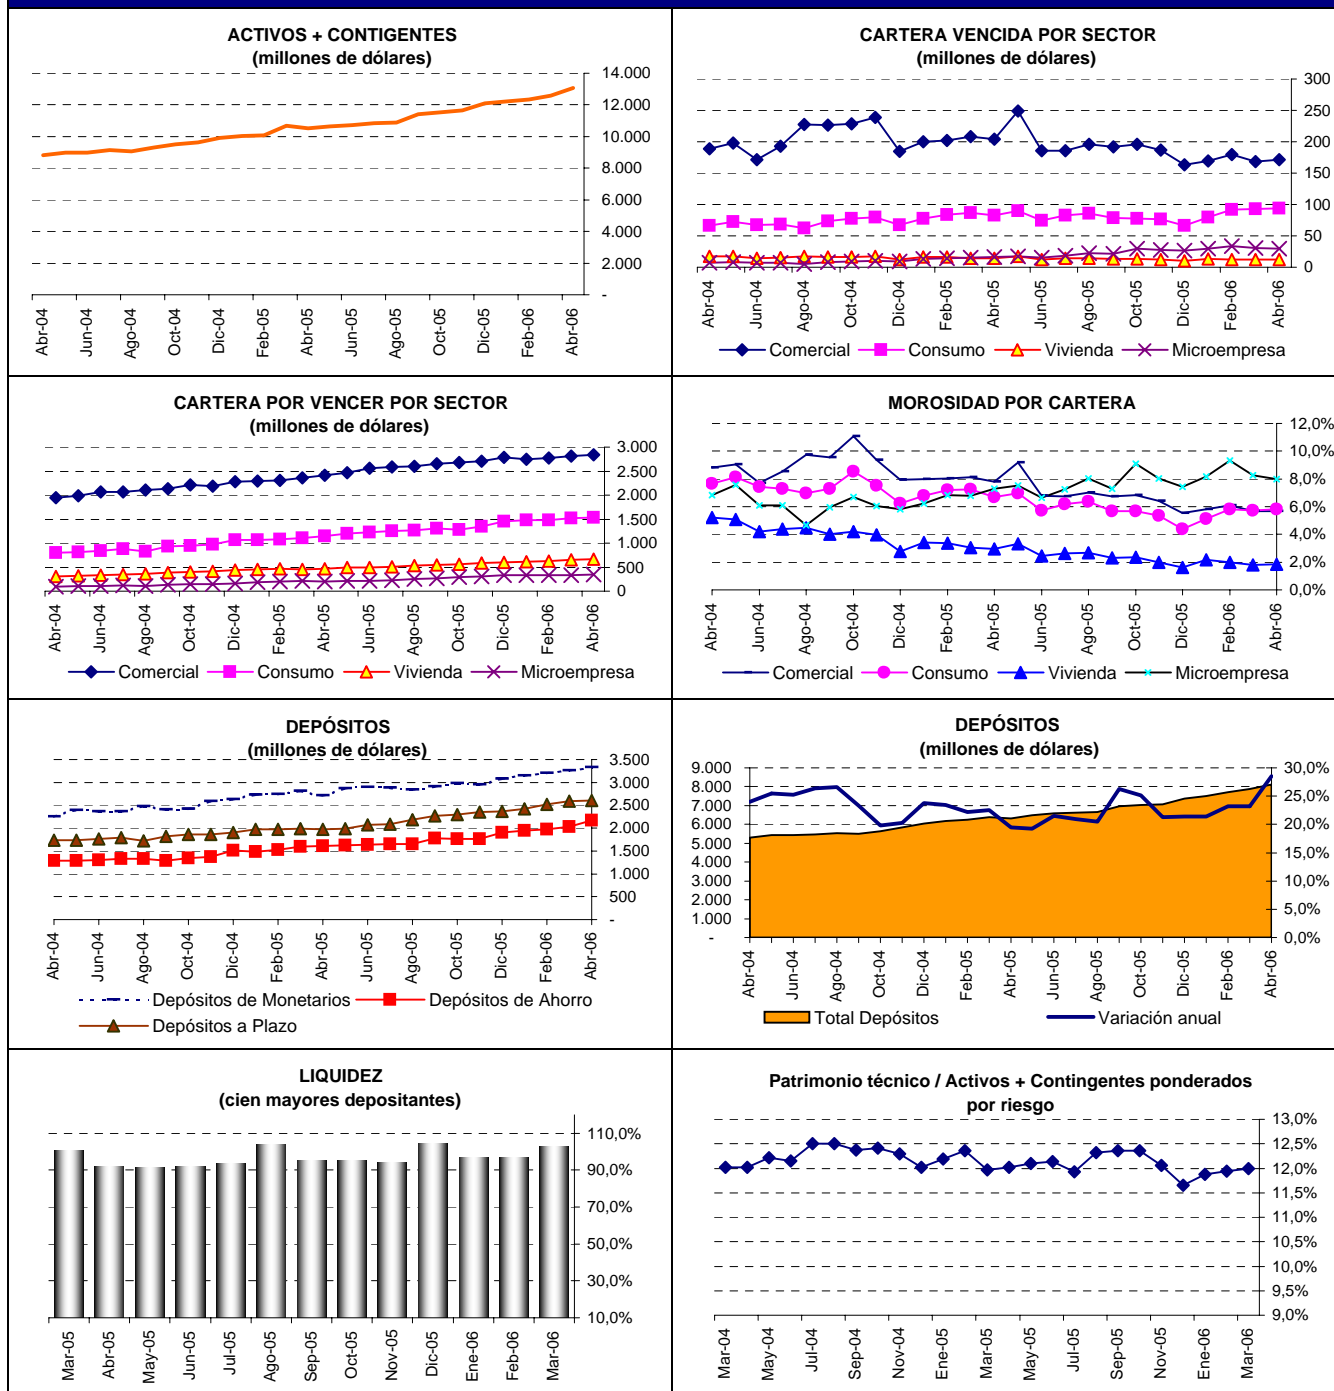 ACTIVOS + CONTIGENTES
(millones de dólares)
14.000
12.000
10.000
8.000
6.000
4.000
2.000
-
Abr-04 Jun-04 Ago-04 Oct-04 Dic-04 Feb-05 Abr-05 Jun-05 Ago-05 Oct-05 Dic-05 Feb-06 Abr-06
CARTERA VENCIDA POR SECTOR
(millones de dólares)
300
250
200
150
100
50
0
Abr-04 Jun-04 Ago-04 Oct-04 Dic-04 Feb-05 Abr-05 Jun-05 Ago-05 Oct-05 Dic-05 Feb-06 Abr-06
Comercial Consumo Vivienda Microempresa
CARTERA POR VENCER POR SECTOR
(millones de dólares)
3.000
2.500
2.000
1.500
1.000
500
0
Abr-04 Jun-04 Ago-04 Oct-04 Dic-04 Feb-05 Abr-05 Jun-05 Ago-05 Oct-05 Dic-05 Feb-06 Abr-06
Comercial Consumo Vivienda Microempresa
MOROSIDAD POR CARTERA
12,0%
10,0%
8,0%
6,0%
4,0%
2,0%
0,0%
Abr-04 Jun-04 Ago-04 Oct-04 Dic-04 Feb-05 Abr-05 Jun-05 Ago-05 Oct-05 Dic-05 Feb-06 Abr-06
Comercial Consumo Vivienda Microempresa
DEPÓSITOS
(millones de dólares)
3.500
3.000
2.500
2.000
1.500
1.000
500
-
Abr-04 Jun-04 Ago-04 Oct-04 Dic-04 Feb-05 Abr-05 Jun-05 Ago-05 Oct-05 Dic-05 Feb-06 Abr-06
Depósitos de Monetarios Depósitos de Ahorro
Depósitos a Plazo
DEPÓSITOS
(millones de dólares)
9.000 30,0%
8.000 25,0%
7.000 20,0%
6.000
5.000 15,0%
4.000
3.000 10,0%
2.000 5,0%
1.000
- 0,0%
Abr-04 Jun-04 Ago-04 Oct-04 Dic-04 Feb-05 Abr-05 Jun-05 Ago-05 Oct-05 Dic-05 Feb-06 Abr-06
Total Depósitos Variación anual
LIQUIDEZ
(cien mayores depositantes)
110,0%
90,0%
70,0%
50,0%
30,0%
10,0%
Mar-05 Abr-05 May-05 Jun-05 Jul-05 Ago-05 Sep-05 Oct-05 Nov-05 Dic-05 Ene-06 Feb-06 Mar-06
Patrimonio técnico / Activos + Contingentes ponderados
por riesgo
13,0%
12,5%
12,0%
11,5%
11,0%
10,5%
10,0%
9,5%
9,0%
Mar-04 May-04 Jul-04 Sep-04 Nov-04 Ene-05 Mar-05 May-05 Jul-05 Sep-05 Nov-05 Ene-06 Mar-06